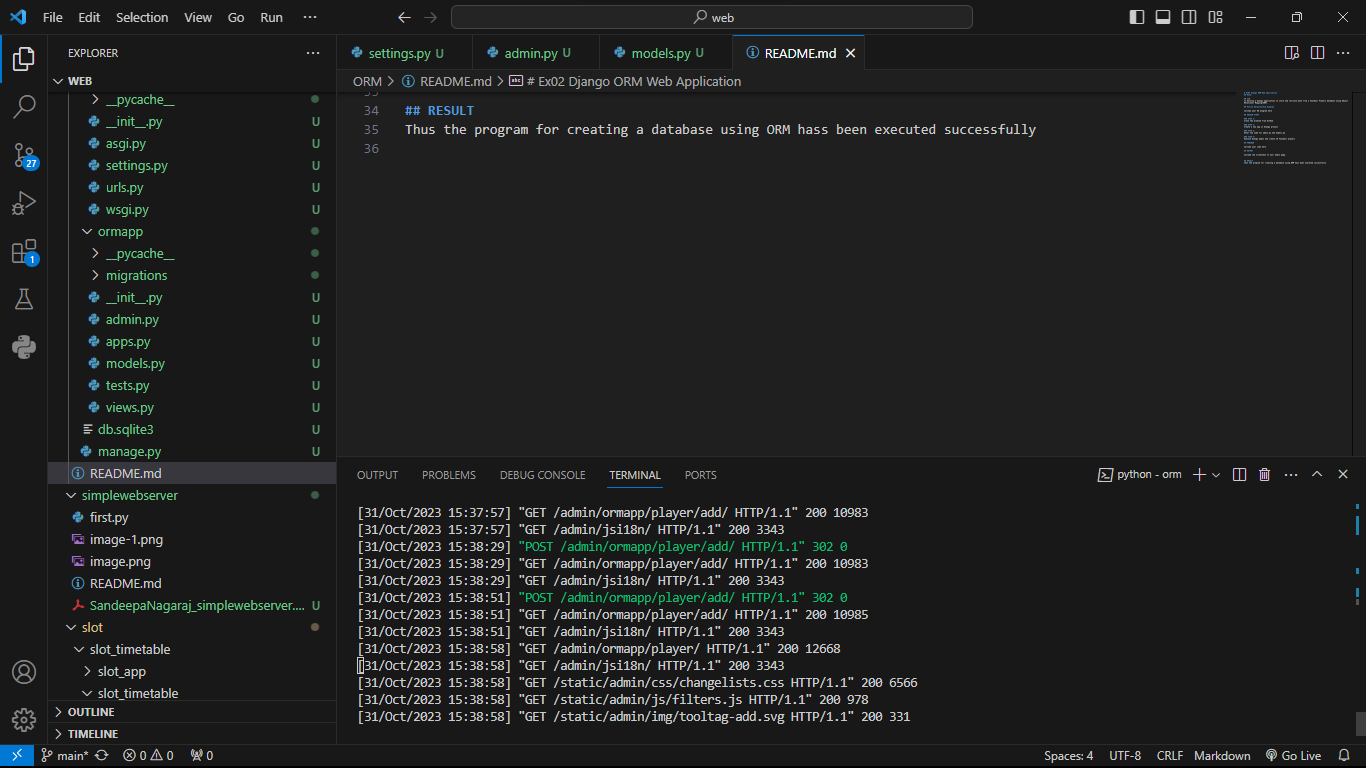 File Edit Selection View Go Run ··· web
EXPLORER ···
WEB
__pycache__
__init__.py U
asgi.py U
settings.py U
urls.py U
wsgi.py U
ormapp
__pycache__
migrations
__init__.py U
admin.py U
apps.py U
models.py U
tests.py U
views.py U
db.sqlite3 U
manage.py U
README.md
simplewebserver
first.py
image-1.png
image.png
README.md
SandeepaNagaraj_simplewebserver.... U
slot
slot_timetable
slot_app
slot_timetable
OUTLINE
TIMELINE
27
1
settings.py U admin.py U models.py U README.md
ORM > README.md > # Ex02 Django ORM Web Application
34 ## RESULT
35 Thus the program for creating a database using ORM hass been executed successfully
36
OUTPUT PROBLEMS DEBUG CONSOLE TERMINAL PORTS python - orm
[31/Oct/2023 15:37:57] "GET /admin/ormapp/player/add/ HTTP/1.1" 200 10983
[31/Oct/2023 15:37:57] "GET /admin/jsi18n/ HTTP/1.1" 200 3343
[31/Oct/2023 15:38:29] "POST /admin/ormapp/player/add/ HTTP/1.1" 302 0
[31/Oct/2023 15:38:29] "GET /admin/ormapp/player/add/ HTTP/1.1" 200 10983
[31/Oct/2023 15:38:29] "GET /admin/jsi18n/ HTTP/1.1" 200 3343
[31/Oct/2023 15:38:51] "POST /admin/ormapp/player/add/ HTTP/1.1" 302 0
[31/Oct/2023 15:38:51] "GET /admin/ormapp/player/add/ HTTP/1.1" 200 10985
[31/Oct/2023 15:38:51] "GET /admin/jsi18n/ HTTP/1.1" 200 3343
[31/Oct/2023 15:38:58] "GET /admin/ormapp/player/ HTTP/1.1" 200 12668
[31/Oct/2023 15:38:58] "GET /admin/jsi18n/ HTTP/1.1" 200 3343
[31/Oct/2023 15:38:58] "GET /static/admin/css/changelists.css HTTP/1.1" 200 6566
[31/Oct/2023 15:38:58] "GET /static/admin/js/filters.js HTTP/1.1" 200 978
[31/Oct/2023 15:38:58] "GET /static/admin/img/tooltag-add.svg HTTP/1.1" 200 331
main* 0 0 0 Spaces: 4 UTF-8 CRLF Markdown Go Live